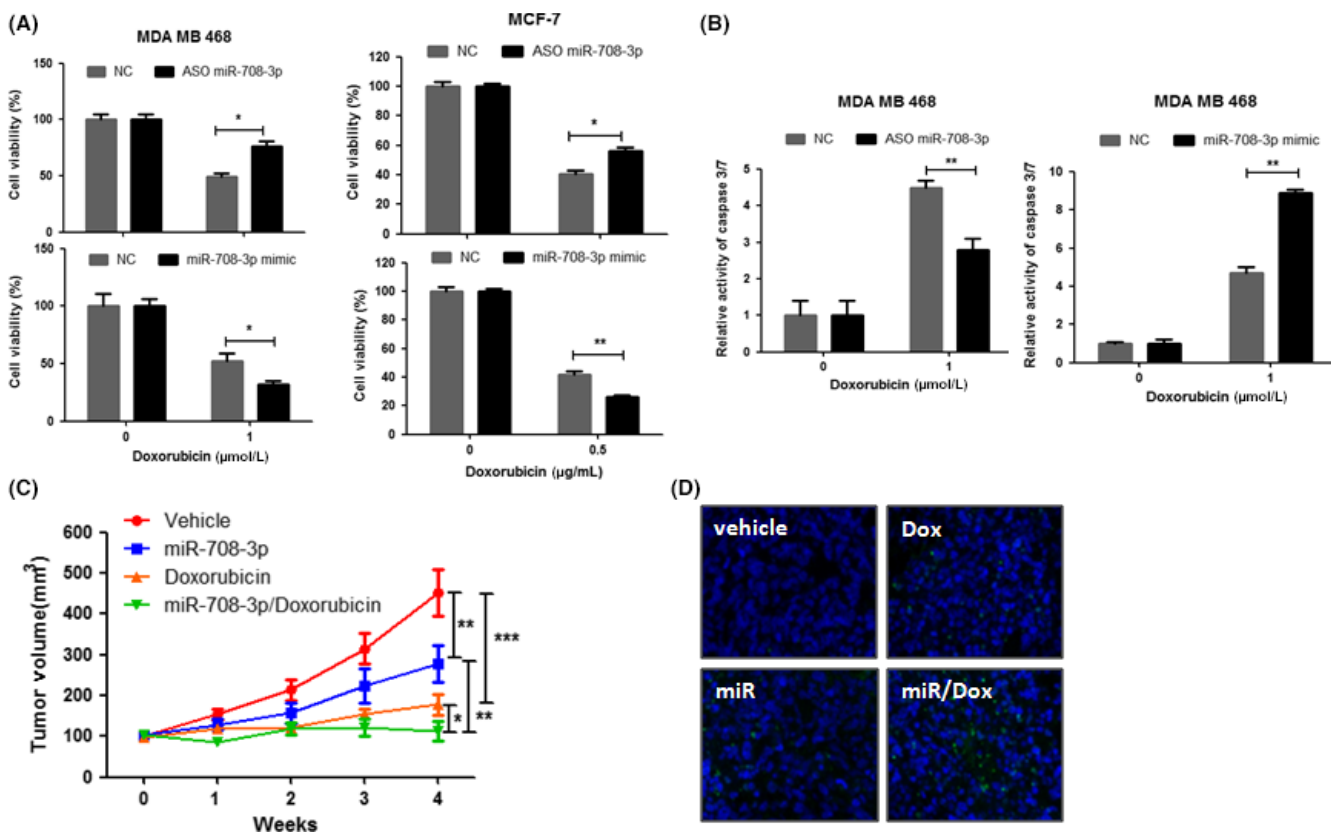 (A)
MDA MB 468
NC ASO miR-708-3p
Cell viability (%)
150
100
50
0
*
NC miR-708-3p mimic
Cell viability (%)
150
100
50
0
*
0 1
Doxorubicin (µmol/L)
MCF-7
NC ASO miR-708-3p
Cell viability (%)
120
100
80
60
40
20
0
*
NC miR-708-3p mimic
Cell viability (%)
120
100
80
60
40
20
0
**
0 0.5
Doxorubicin (µg/mL)
(B)
MDA MB 468
NC ASO miR-708-3p
Relative activity of caspase 3/7
5
4
3
2
1
0
**
0 1
Doxorubicin (µmol/L)
MDA MB 468
NC miR-708-3p mimic
Relative activity of caspase 3/7
10
8
6
4
2
0
**
0 1
Doxorubicin (µmol/L)
(C)
Vehicle
miR-708-3p
Doxorubicin
miR-708-3p/Doxorubicin
Tumor volume(mm³)
600
500
400
300
200
100
0
** ***
* **
0 1 2 3 4
Weeks
(D)
vehicle Dox
miR miR/Dox